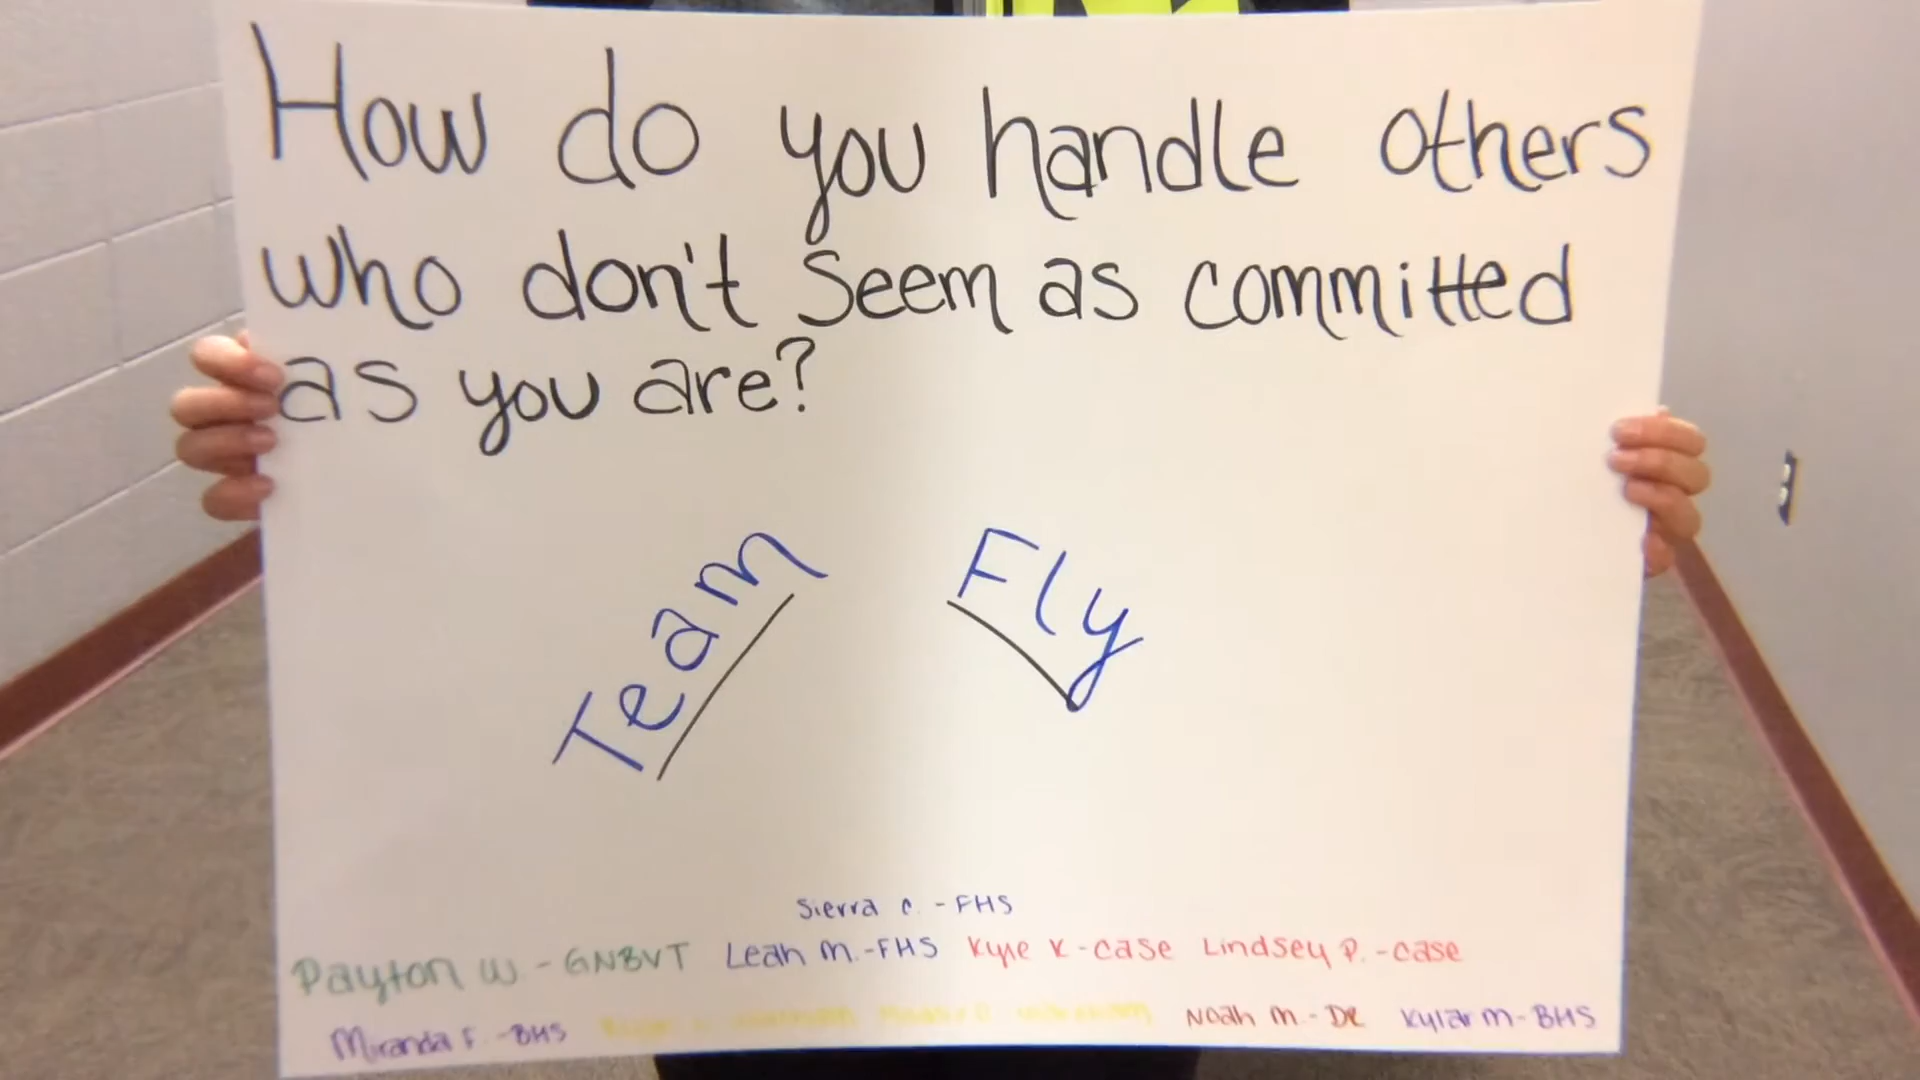 How do you handle others
who don't seem as committed
as you are?
Team Fly
Sierra C. - FHS
Payton W - GNBVT Leah M. - FHS Kyle K - Case Lindsey P. - Case
Miranda F. - BHS Noah M. - DR Kylar M - BHS